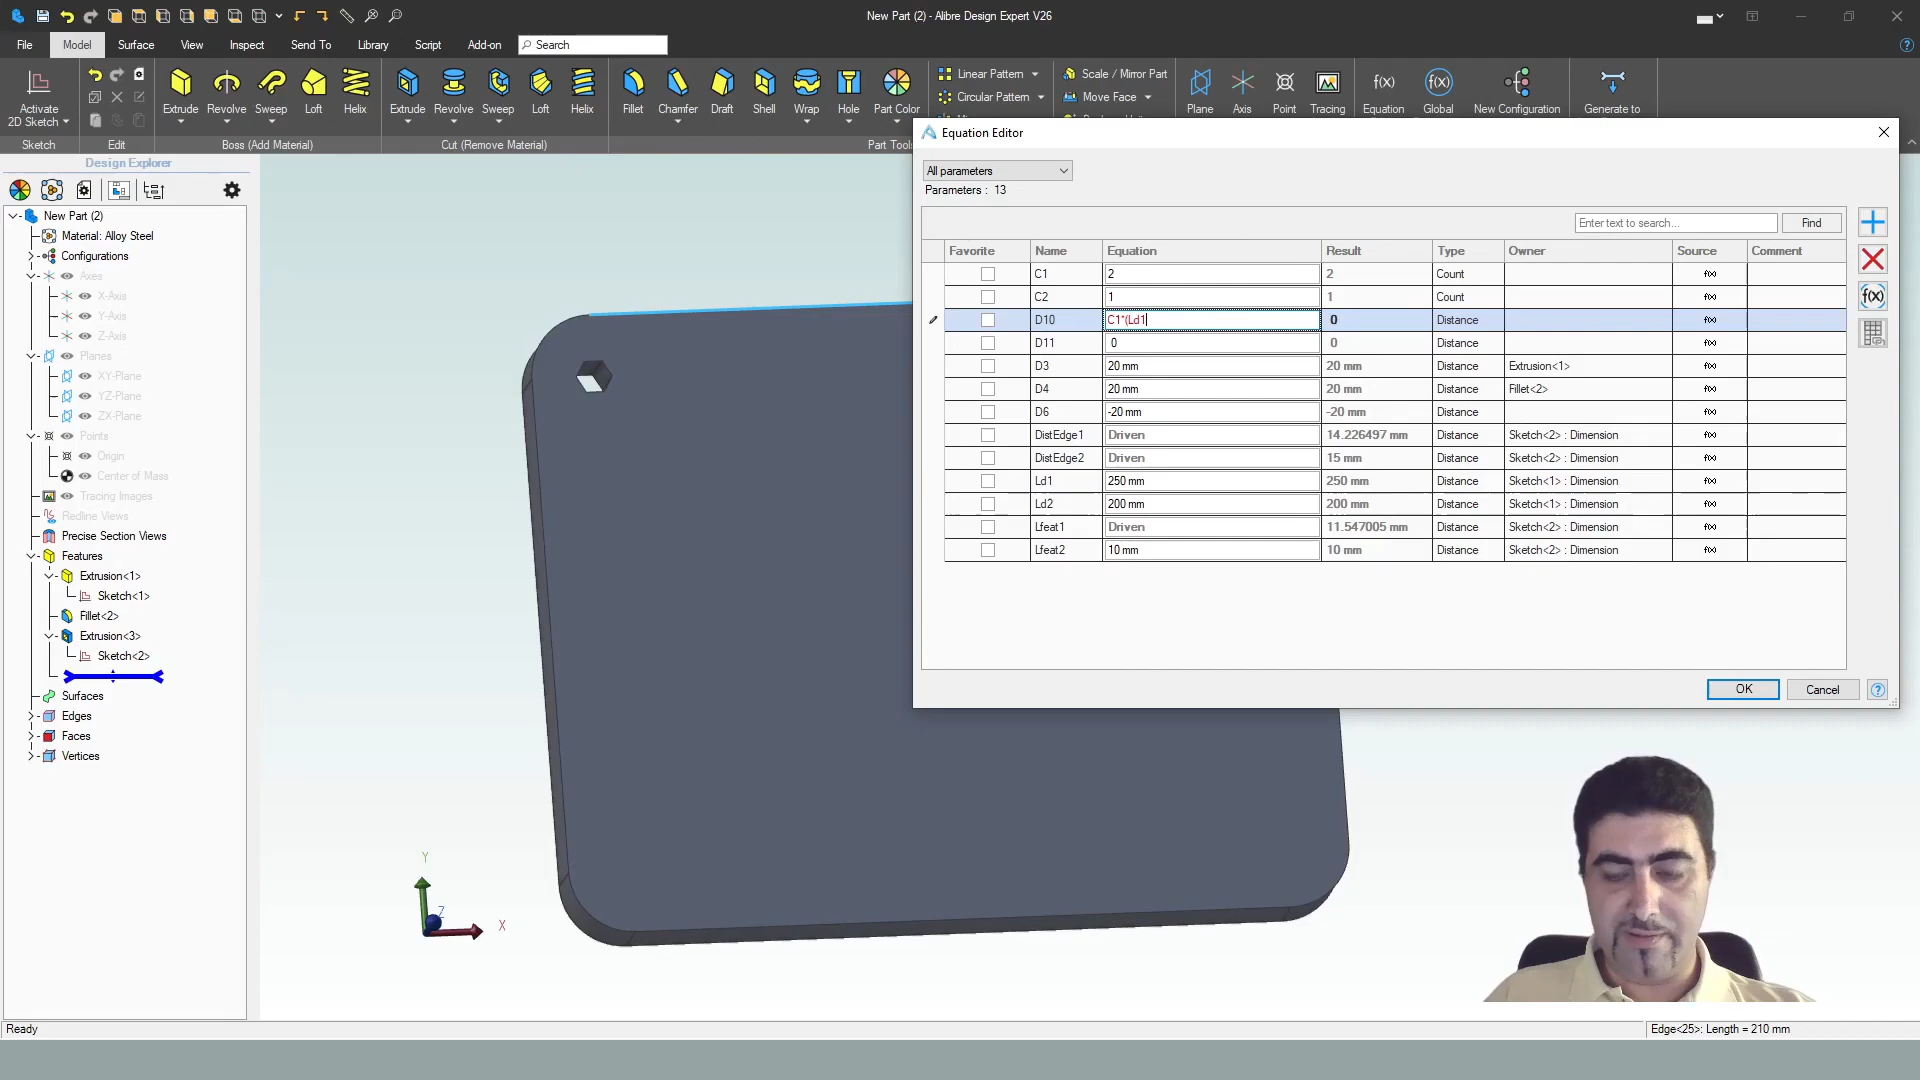 New Part (2) - Alibre Design Expert V26
File Model Surface View Inspect Send To Library Script Add-on Search
Activate
2D Sketch
Extrude Revolve Sweep Loft Helix Extrude Revolve Sweep Loft Helix Fillet Chamfer Draft Shell Wrap Hole Part Color
Linear Pattern
Circular Pattern
Scale / Mirror Part
Move Face
Plane Axis Point Tracing Equation Global New Configuration Generate to
Sketch Edit Boss (Add Material) Cut (Remove Material) Part Tools
Design Explorer
New Part (2)
Material: Alloy Steel
Configurations
Axes
X-Axis
Y-Axis
Z-Axis
Planes
XY-Plane
YZ-Plane
ZX-Plane
Points
Origin
Center of Mass
Tracing Images
Redline Views
Precise Section Views
Features
Extrusion<1>
Sketch<1>
Fillet<2>
Extrusion<3>
Sketch<2>
Surfaces
Edges
Faces
Vertices
Y
Z
X
Equation Editor
All parameters
Parameters : 13
Enter text to search... Find
Favorite Name Equation Result Type Owner Source Comment
C1 2 2 Count f(x)
C2 1 1 Count f(x)
D10 C1*(Ld1 0 Distance f(x)
D11 0 0 Distance f(x)
D3 20 mm 20 mm Distance Extrusion<1> f(x)
D4 20 mm 20 mm Distance Fillet<2> f(x)
D6 -20 mm -20 mm Distance f(x)
DistEdge1 Driven 14.226497 mm Distance Sketch<2> : Dimension f(x)
DistEdge2 Driven 15 mm Distance Sketch<2> : Dimension f(x)
Ld1 250 mm 250 mm Distance Sketch<1> : Dimension f(x)
Ld2 200 mm 200 mm Distance Sketch<1> : Dimension f(x)
Lfeat1 Driven 11.547005 mm Distance Sketch<2> : Dimension f(x)
Lfeat2 10 mm 10 mm Distance Sketch<2> : Dimension f(x)
OK Cancel
Ready
Edge<25>: Length = 210 mm